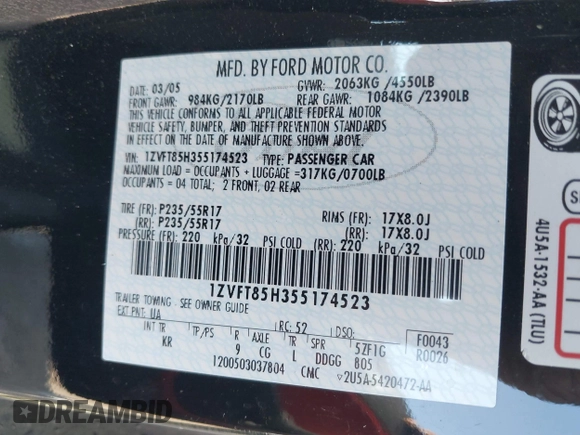 MFD. BY FORD MOTOR CO.
03/05 GVWR: 2063KG /4550LB
FRONT GAWR: 984KG/2170LB REAR GAWR: 1084KG /2390LB
THIS VEHICLE CONFORMS TO ALL APPLICABLE FEDERAL MOTOR
VEHICLE SAFETY, BUMPER, AND THEFT PREVENTION STANDARDS
IN EFFECT ON THE DATE OF MANUFACTURE SHOWN ABOVE.
VIN: 1ZVFT85H355174523 TYPE: PASSENGER CAR
MAXIMUM LOAD = OCCUPANTS + LUGGAGE = 317KG/0700LB
OCCUPANTS = 04 TOTAL; 2 FRONT, 02 REAR
TIRE (FR): P235/55R17 RIMS (FR): 17X8.0J
(RR): P235/55R17 (RR): 17X8.0J
PRESSURE (FR): 220 kPa/32 PSI COLD (RR): 220 kPa/32 PSI COLD
1ZVFT85H355174523
TRAILER TOWING - SEE OWNER GUIDE
EXT PNT: UA RC: 52 DSO: F0043
INT TR TP/PS R AXLE TR SPR 5ZF1G R0026
KR 9 CG L DDGG 805
1200503037804 CMC 2U5A-5420472-AA
4U5A-1532-AA (TLU)
DREAMBID